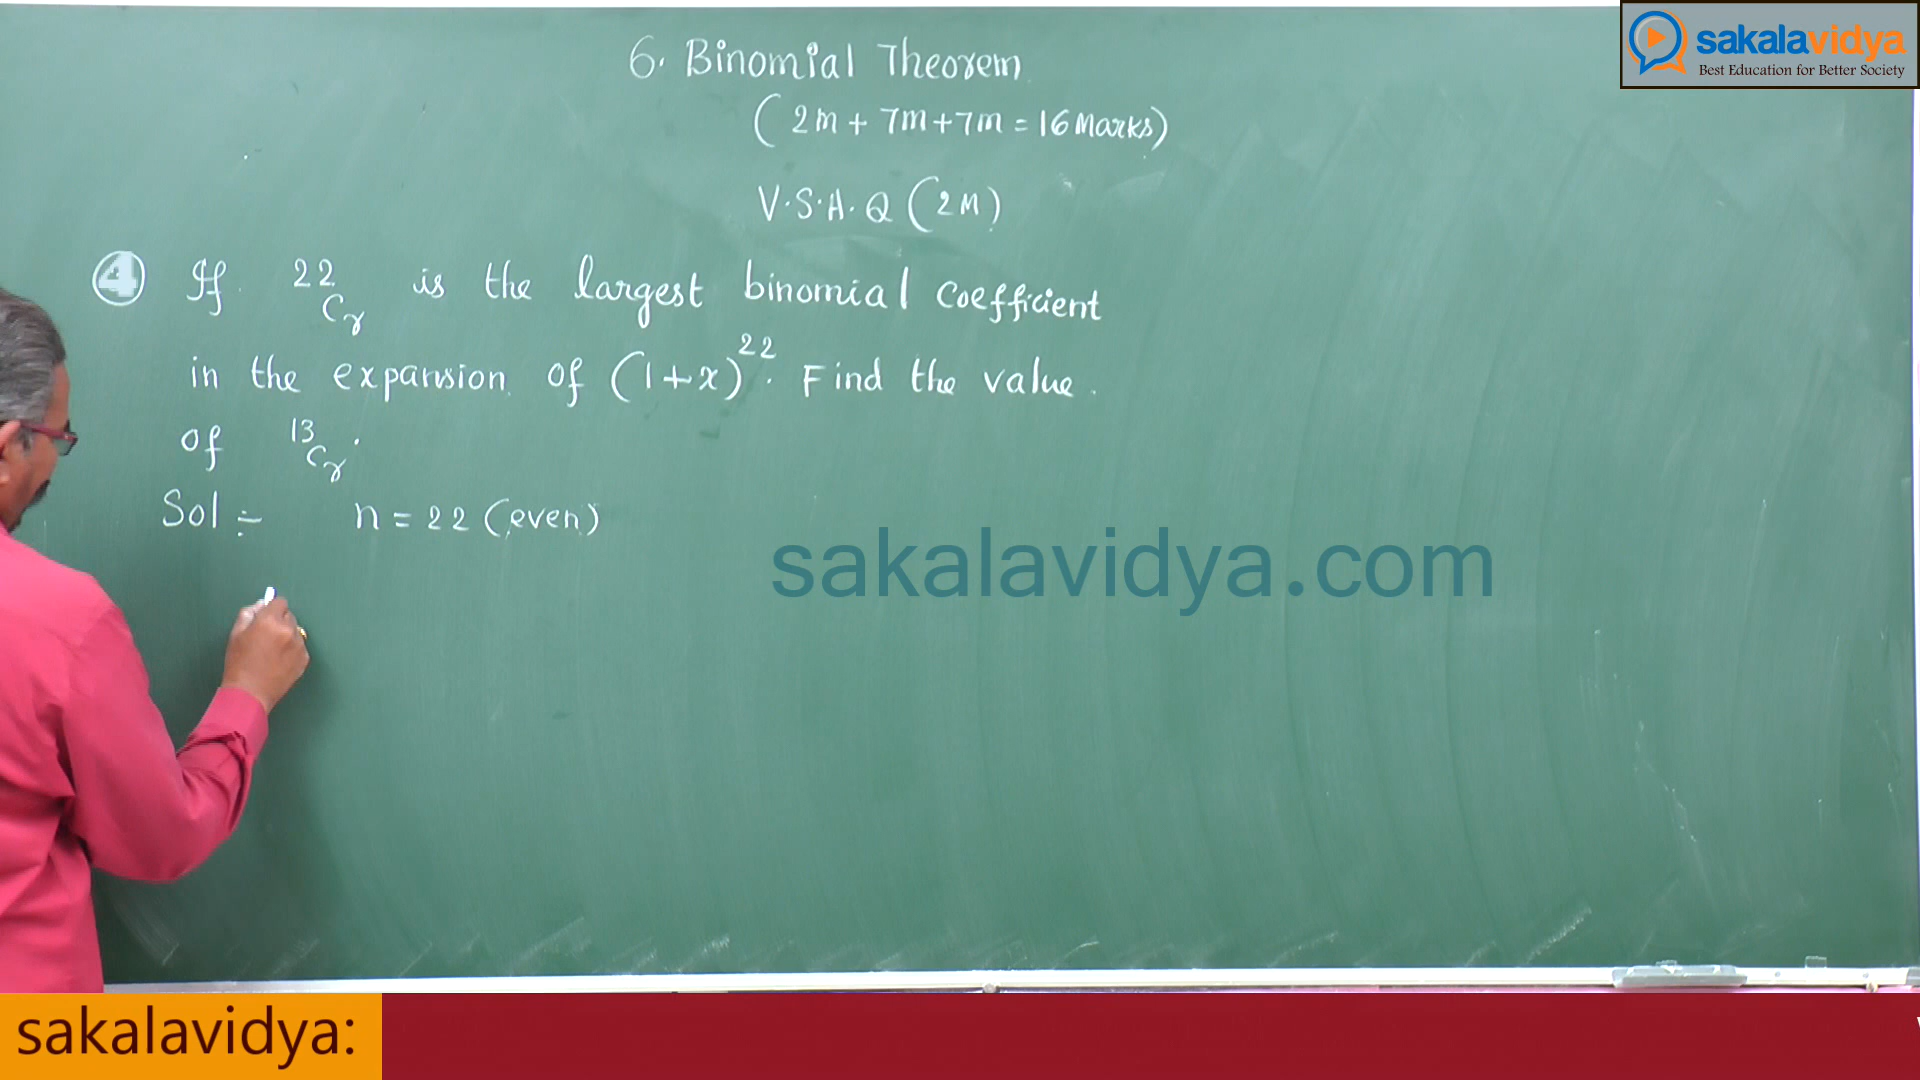 sakalavidya
Best Education for Better Society
6. Binomial Theorem
(2m + 7m + 7m = 16 Marks)
V.S.A.Q (2M)
④ If ²²Cᵣ is the largest binomial coefficient
in the expansion of (1+x)²². Find the value
of ¹³Cᵣ.
Sol:- n = 22 (even)
sakalavidya.com
sakalavidya: